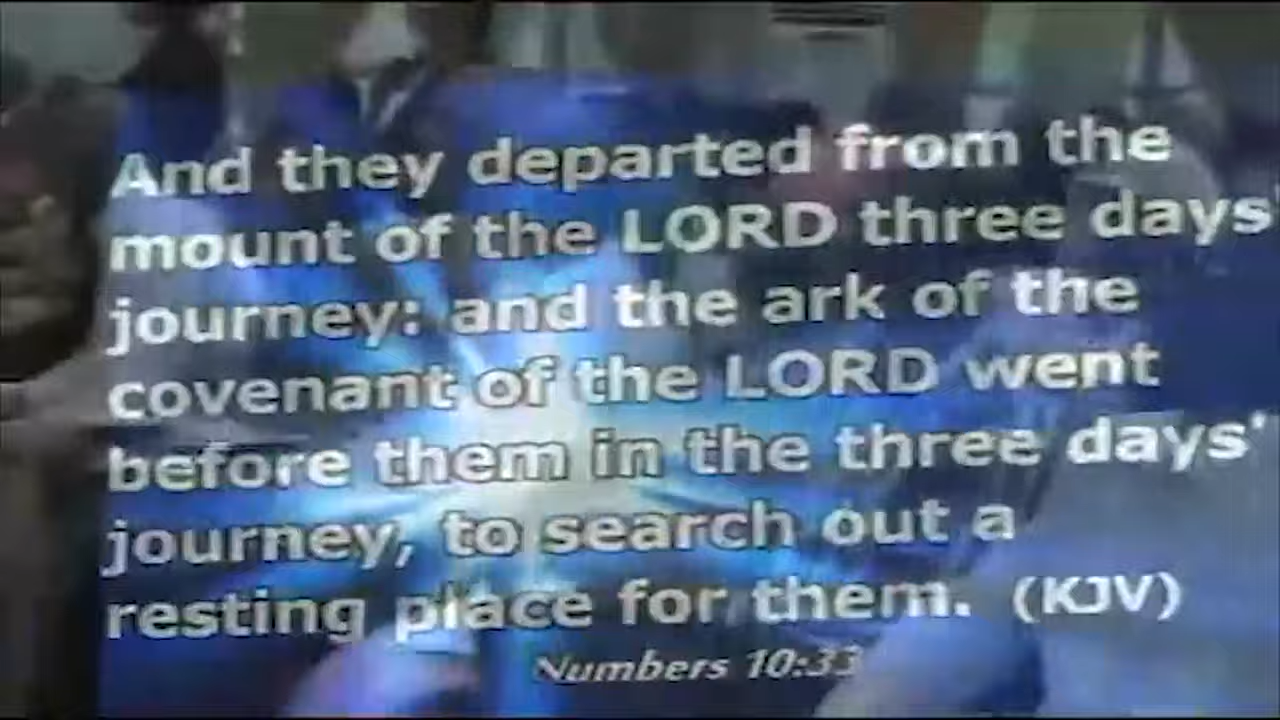 And they departed from the
mount of the LORD three days'
journey: and the ark of the
covenant of the LORD went
before them in the three days'
journey, to search out a
resting place for them. (KJV)
Numbers 10:33